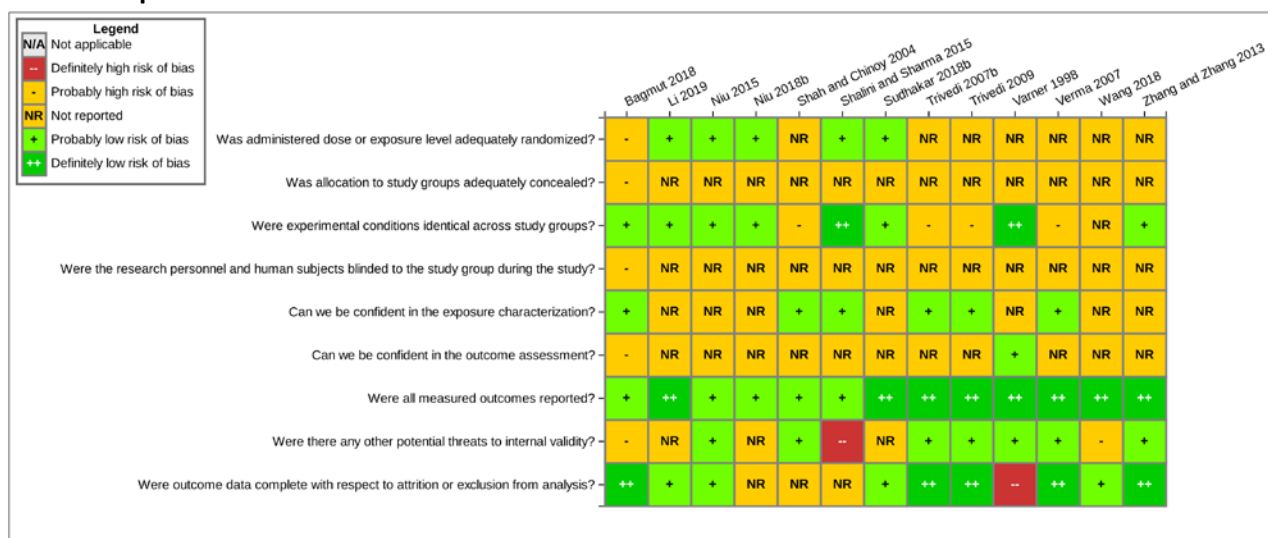 Legend
N/A Not applicable
-- Definitely high risk of bias
- Probably high risk of bias
NR Not reported
+ Probably low risk of bias
++ Definitely low risk of bias
Bagmut 2018
Li 2019
Niu 2015
Niu 2018b
Shah and Chinoy 2004
Shalini and Sharma 2015
Sudhakar 2018b
Trivedi 2007b
Trivedi 2009
Varner 1998
Verma 2007
Wang 2018
Zhang and Zhang 2013
Was administered dose or exposure level adequately randomized? - + + + NR + + NR NR NR NR NR NR
Was allocation to study groups adequately concealed? - NR NR NR NR NR NR NR NR NR NR NR NR
Were experimental conditions identical across study groups? + + + + - ++ + - - ++ - NR +
Were the research personnel and human subjects blinded to the study group during the study? - NR NR NR NR NR NR NR NR NR NR NR NR
Can we be confident in the exposure characterization? + NR NR NR + + NR + + NR + NR NR
Can we be confident in the outcome assessment? - NR NR NR NR NR NR NR NR + NR NR NR
Were all measured outcomes reported? + ++ + + + + ++ ++ ++ ++ ++ ++ ++
Were there any other potential threats to internal validity? - NR + NR + -- NR + + + + - +
Were outcome data complete with respect to attrition or exclusion from analysis? ++ + + NR NR NR + ++ ++ -- ++ + ++